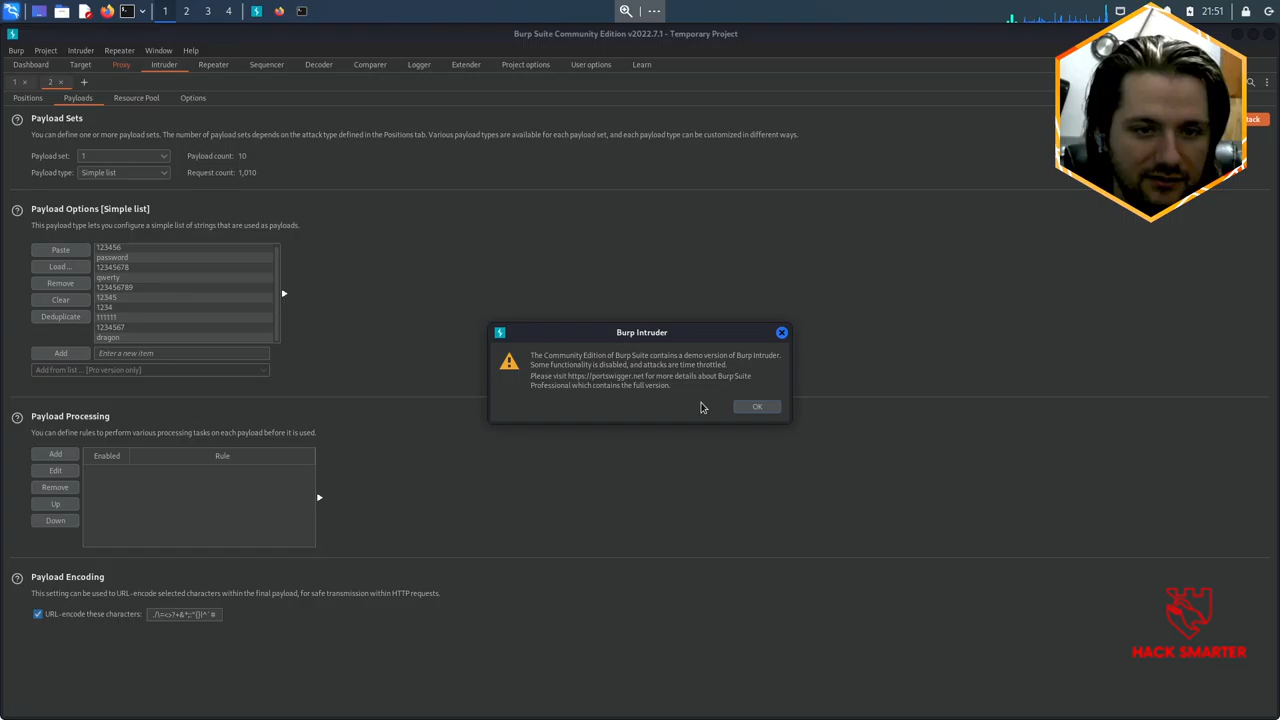 1
2
3
4
21:51
Burp Suite Community Edition v2022.7.1 - Temporary Project
Burp Project Intruder Repeater Window Help
Dashboard Target Proxy Intruder Repeater Sequencer Decoder Comparer Logger Extender Project options User options Learn
1 × 2 × +
Positions Payloads Resource Pool Options
Payload Sets
You can define one or more payload sets. The number of payload sets depends on the attack type defined in the Positions tab. Various payload types are available for each payload set, and each payload type can be customized in different ways.
Payload set: 1 Payload count: 10
Payload type: Simple list Request count: 1,010
Payload Options [Simple list]
This payload type lets you configure a simple list of strings that are used as payloads.
Paste
Load ...
Remove
Clear
Deduplicate
123456
password
12345678
qwerty
123456789
12345
1234
111111
1234567
dragon
Add Enter a new item
Add from list ... [Pro version only]
Burp Intruder
The Community Edition of Burp Suite contains a demo version of Burp Intruder.
Some functionality is disabled, and attacks are time throttled.
Please visit https://portswigger.net for more details about Burp Suite
Professional which contains the full version.
OK
Payload Processing
You can define rules to perform various processing tasks on each payload before it is used.
Add
Edit
Remove
Up
Down
Enabled Rule
Payload Encoding
This setting can be used to URL-encode selected characters within the final payload, for safe transmission within HTTP requests.
URL-encode these characters:
HACK SMARTER